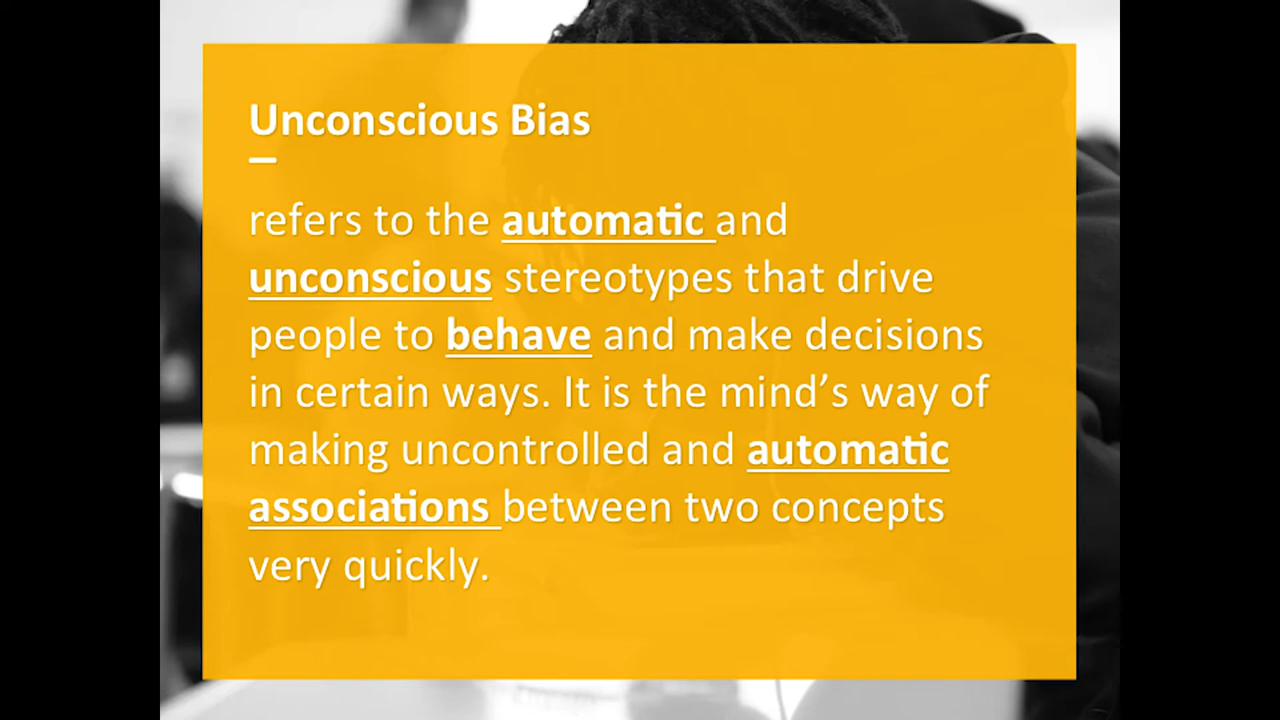 Unconscious Bias
refers to the automatic and
unconscious stereotypes that drive
people to behave and make decisions
in certain ways. It is the mind’s way of
making uncontrolled and automatic
associations between two concepts
very quickly.